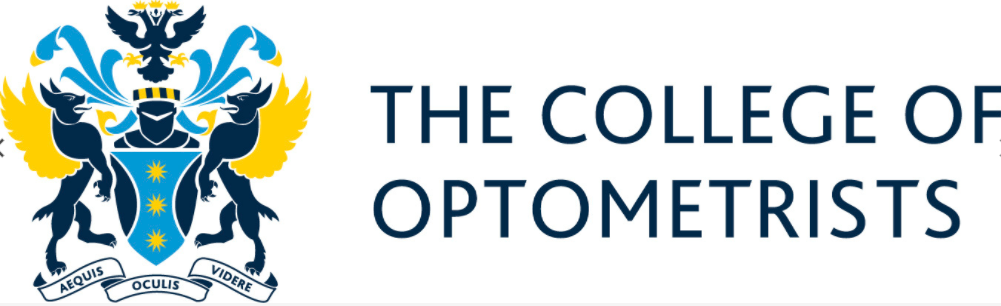 THE COLLEGE OF
OPTOMETRISTS
AEQUIS OCULIS VIDERE